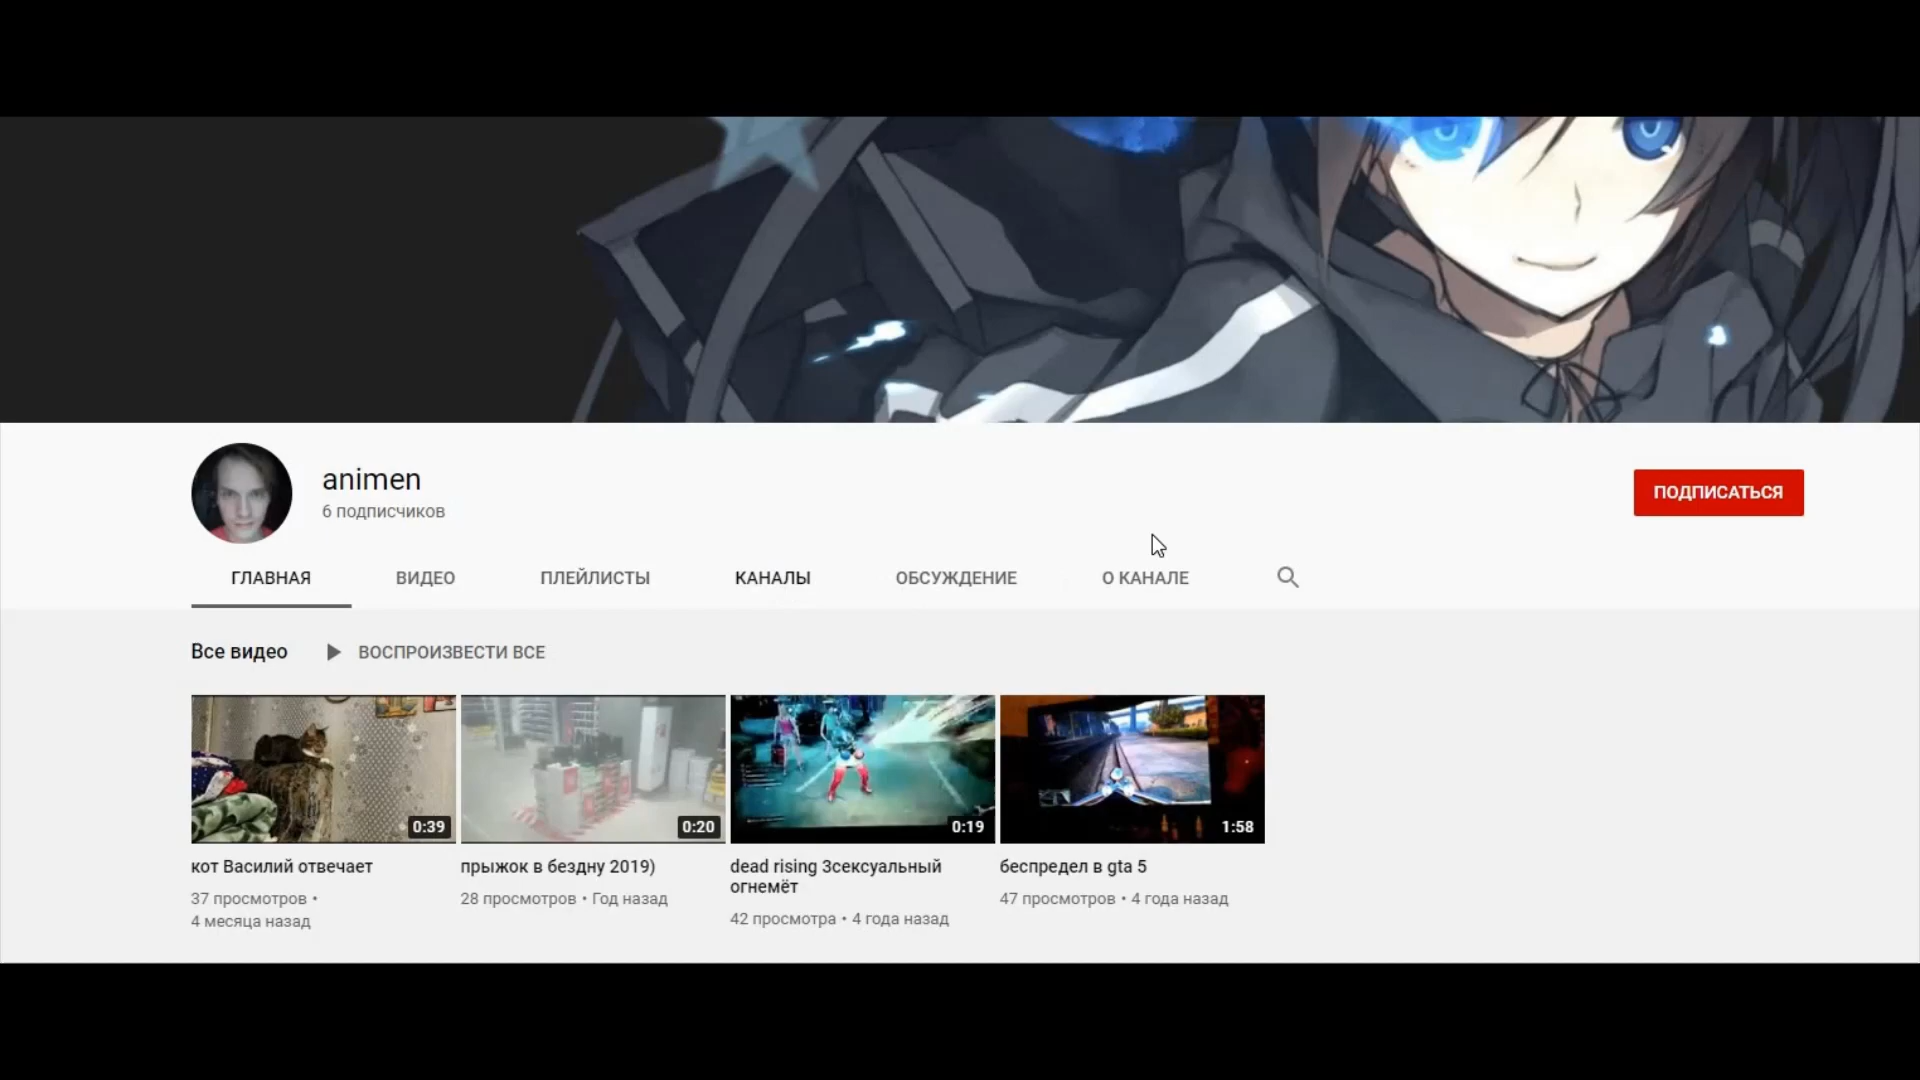 animen
6 подписчиков
ПОДПИСАТЬСЯ
ГЛАВНАЯ ВИДЕО ПЛЕЙЛИСТЫ КАНАЛЫ ОБСУЖДЕНИЕ О КАНАЛЕ
Все видео ВОСПРОИЗВЕСТИ ВСЕ
0:39 0:20 0:19 1:58
кот Василий отвечает
37 просмотров •
4 месяца назад
прыжок в бездну 2019)
28 просмотров • Год назад
dead rising 3сексуальный
огнемёт
42 просмотра • 4 года назад
беспредел в gta 5
47 просмотров • 4 года назад